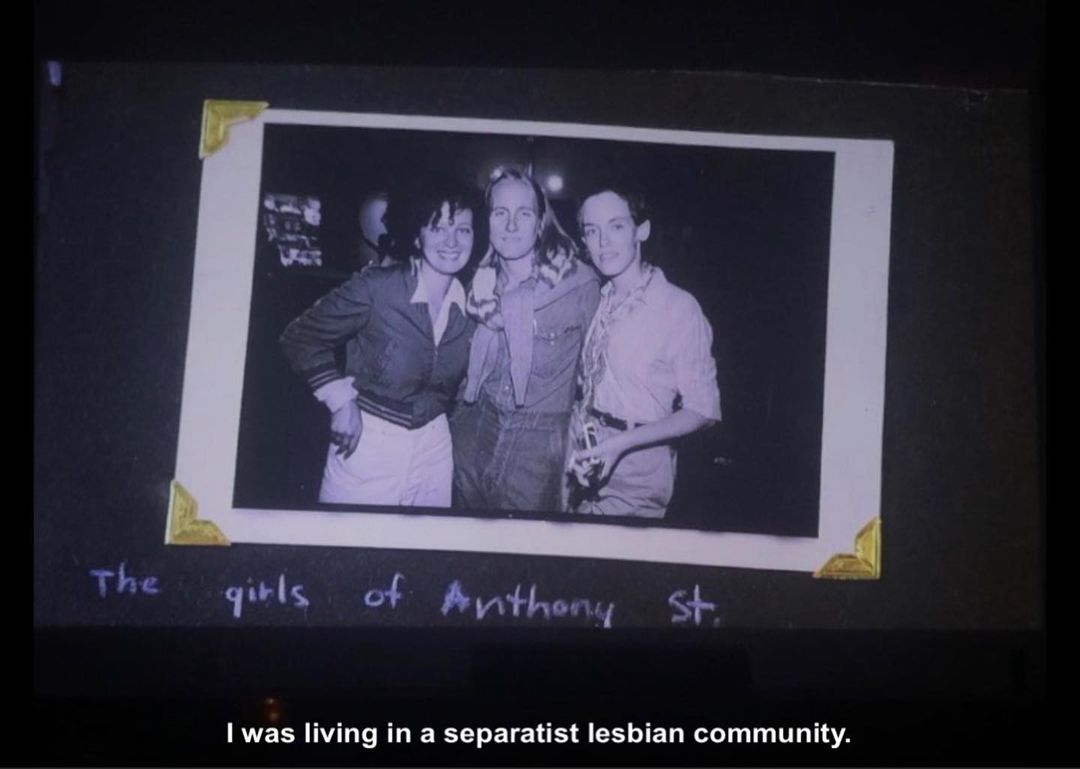 The girls of Anthony St.
I was living in a separatist lesbian community.